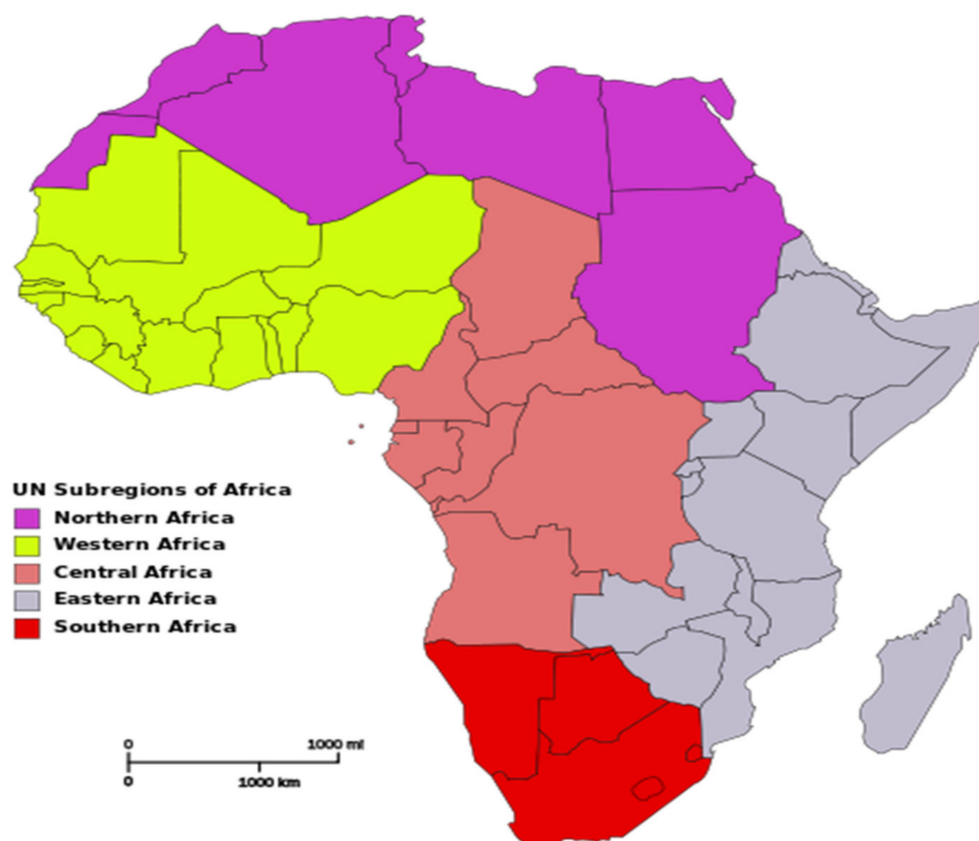 UN Subregions of Africa
Northern Africa
Western Africa
Central Africa
Eastern Africa
Southern Africa
0 1000 mi
0 1000 km